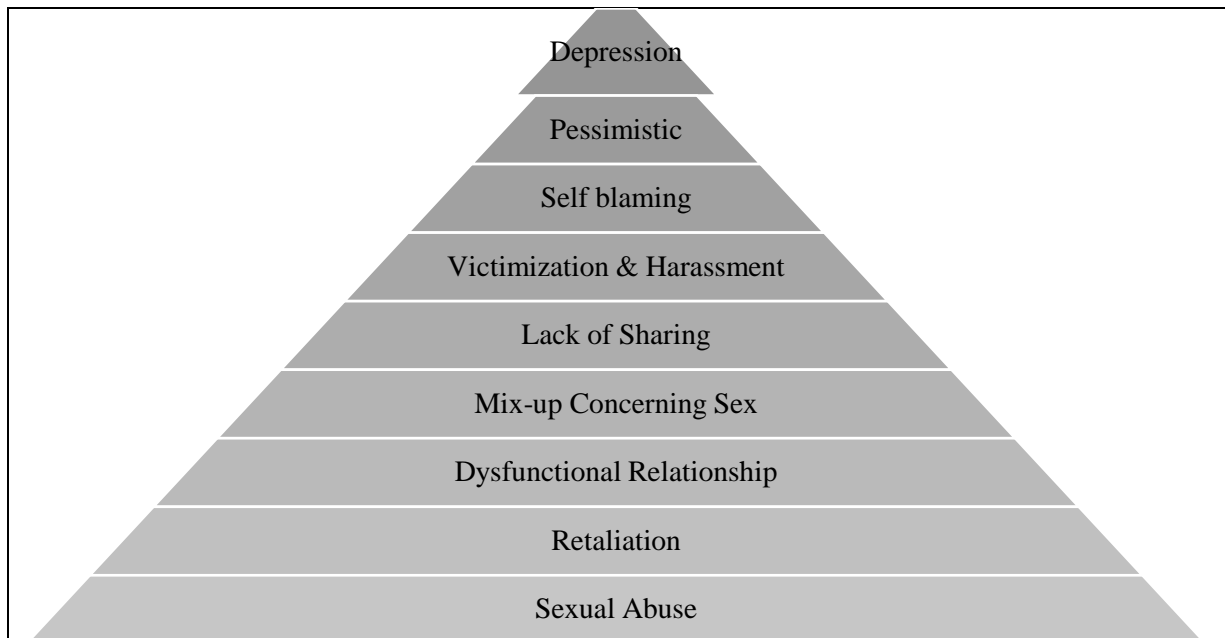 Depression
Pessimistic
Self blaming
Victimization & Harassment
Lack of Sharing
Mix-up Concerning Sex
Dysfunctional Relationship
Retaliation
Sexual Abuse